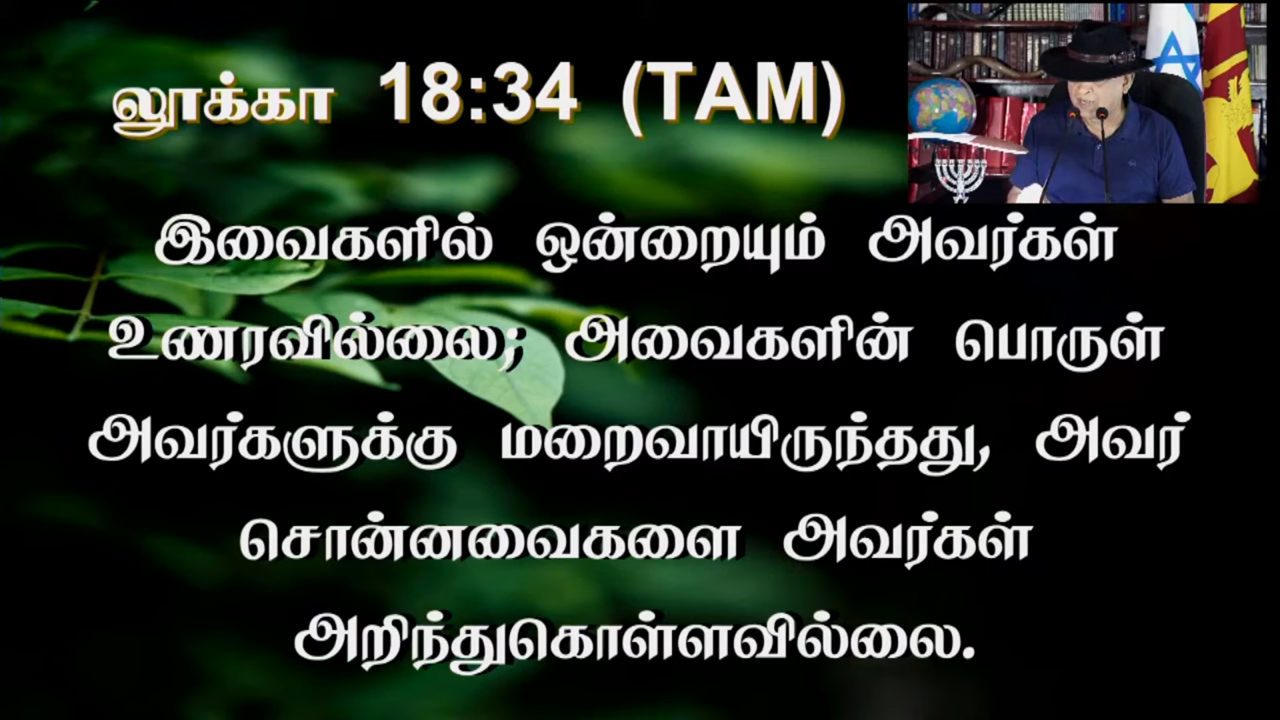 லூக்கா 18:34 (TAM)
இவைகளில் ஒன்றையும் அவர்கள்
உணரவில்லை; அவைகளின் பொருள்
அவர்களுக்கு மறைவாயிருந்தது, அவர்
சொன்னவைகளை அவர்கள்
அறிந்துகொள்ளவில்லை.